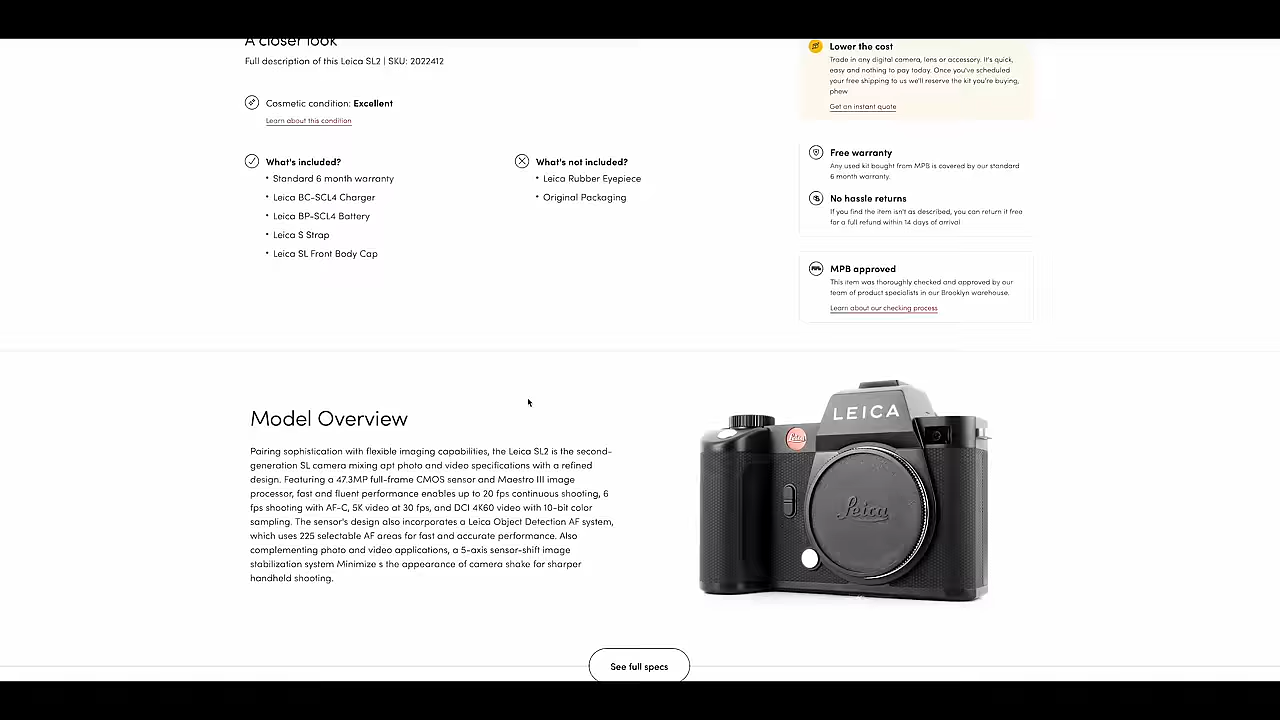 A closer look
Full description of this Leica SL2 | SKU: 2022412
Cosmetic condition: Excellent
Learn about this condition
What's included?
• Standard 6 month warranty
• Leica BC-SCL4 Charger
• Leica BP-SCL4 Battery
• Leica S Strap
• Leica SL Front Body Cap
What's not included?
• Leica Rubber Eyepiece
• Original Packaging
Lower the cost
Trade in any digital camera, lens or accessory. It's quick,
easy and nothing to pay today. Once you've scheduled
your free shipping to us we'll reserve the kit you're buying,
phew
Get an instant quote
Free warranty
Any used kit bought from MPB is covered by our standard
6 month warranty.
No hassle returns
If you find the item isn't as described, you can return it free
for a full refund within 14 days of arrival
MPB approved
This item was thoroughly checked and approved by our
team of product specialists in our Brooklyn warehouse.
Learn about our checking process
Model Overview
Pairing sophistication with flexible imaging capabilities, the Leica SL2 is the second-
generation SL camera mixing apt photo and video specifications with a refined
design. Featuring a 47.3MP full-frame CMOS sensor and Maestro III image
processor, fast and fluent performance enables up to 20 fps continuous shooting, 6
fps shooting with AF-C, 5K video at 30 fps, and DCI 4K60 video with 10-bit color
sampling. The sensor's design also incorporates a Leica Object Detection AF system,
which uses 225 selectable AF areas for fast and accurate performance. Also
complementing photo and video applications, a 5-axis sensor-shift image
stabilization system Minimize s the appearance of camera shake for sharper
handheld shooting.
LEICA
Leica
Leica
See full specs